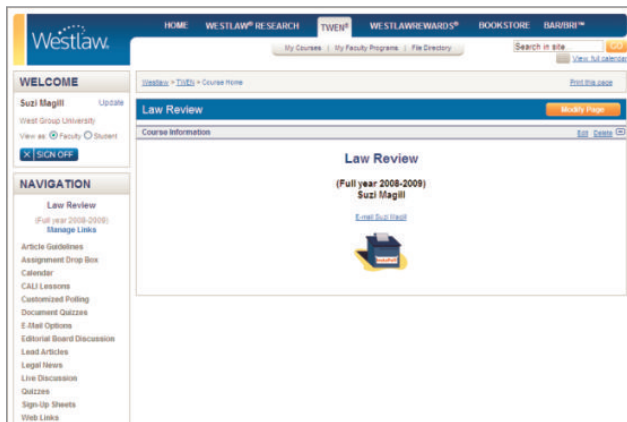 Westlaw.
HOME WESTLAW® RESEARCH TWEN® WESTLAWREWARDS® BOOKSTORE BAR/BRI™
My Courses | My Faculty Programs | File Directory
Search in site GO
View full calendar
WELCOME
Suzi Magill Update
West Group University
View as: Faculty Student
X SIGN OFF
NAVIGATION
Law Review
(Full year 2008-2009)
Manage Links
Article Guidelines
Assignment Drop Box
Calendar
CALI Lessons
Customized Polling
Document Quizzes
E-Mail Options
Editorial Board Discussion
Lead Articles
Legal News
Live Discussion
Quizzes
Sign-Up Sheets
Web Links
Westlaw > TWEN > Course Home Print this page
Law Review Modify Page
Course Information Edit Delete
Law Review
(Full year 2008-2009)
Suzi Magill
E-mail Suzi Magill